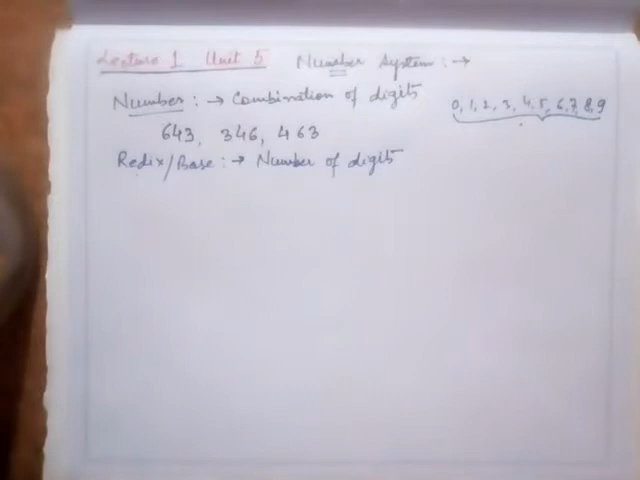 Lecture 1 Unit 5 Number System :→
Number : → Combination of digits 0, 1, 2, 3, 4, 5, 6, 7, 8, 9
643, 346, 463
Redix/Base : → Number of digits